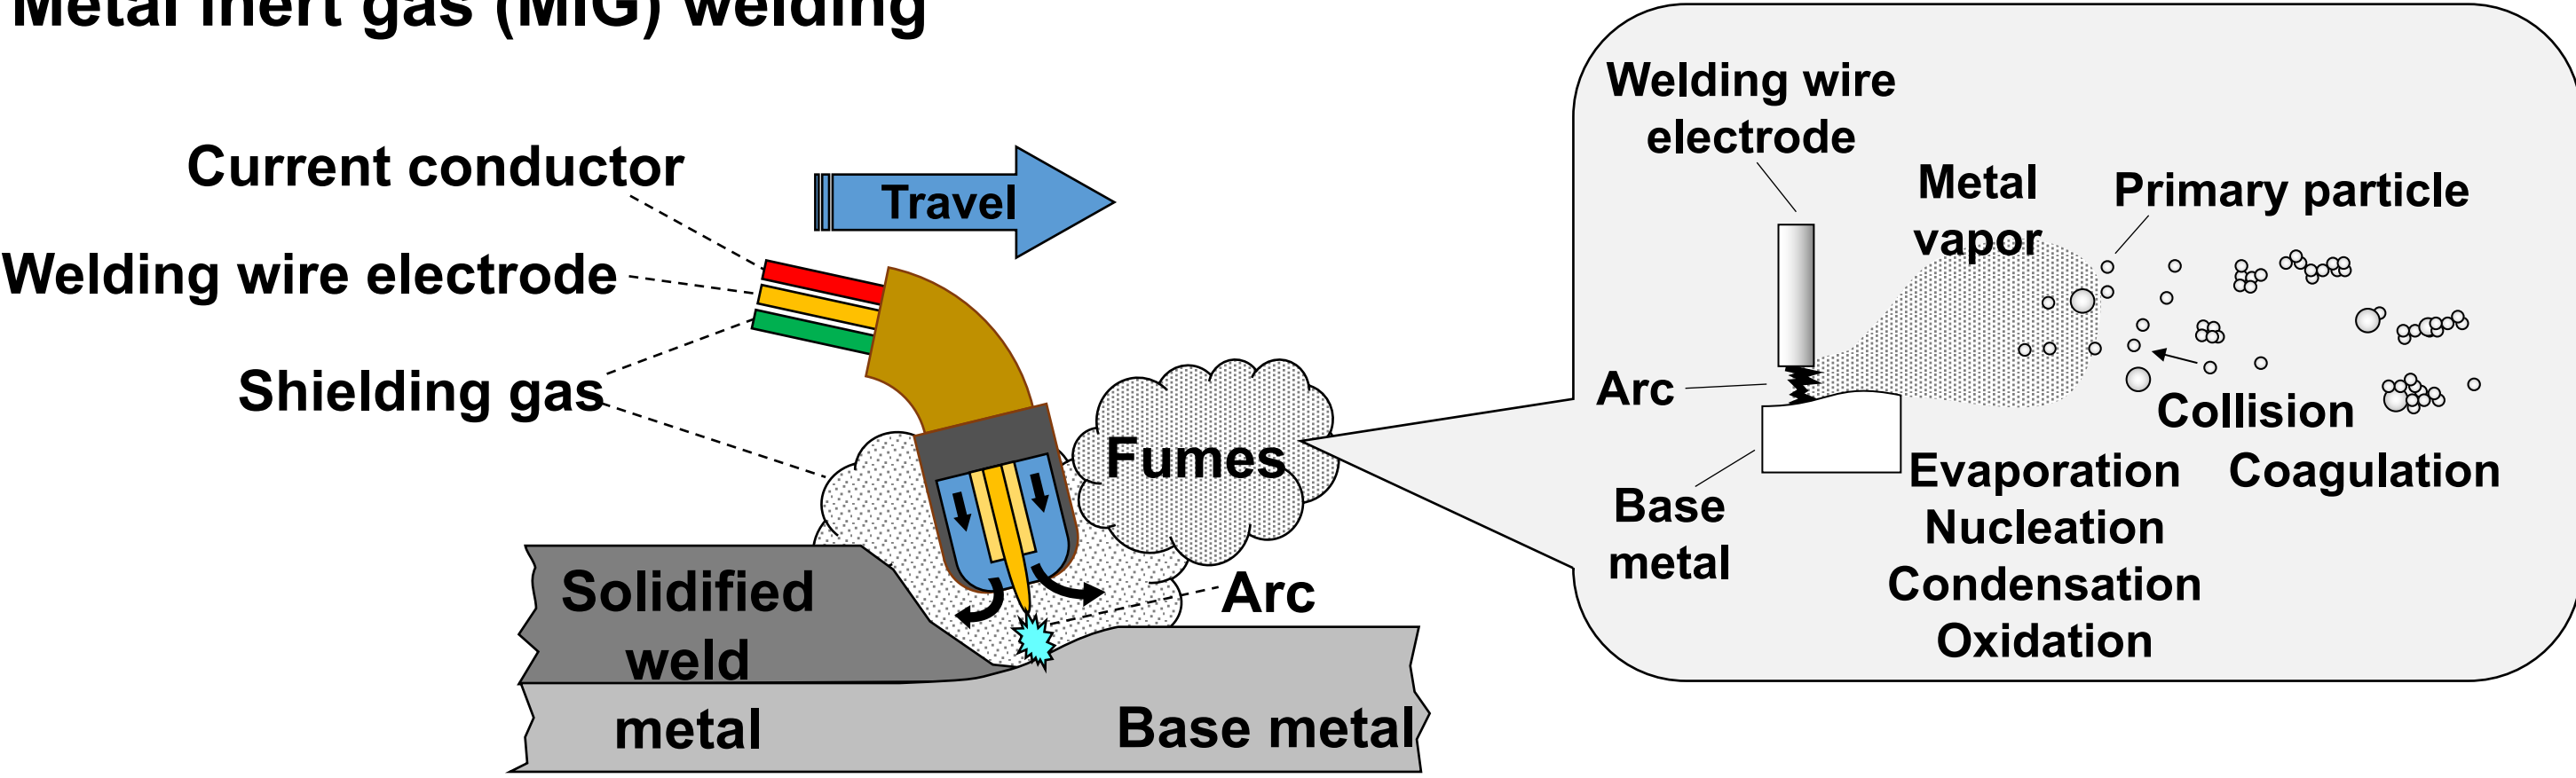 Metal inert gas (MIG) welding
Current conductor
Travel
Welding wire electrode
Shielding gas
Fumes
Arc
Solidified
weld
metal
Base metal
Welding wire
electrode
Metal
vapor
Primary particle
Arc
Collision
Base
metal
Evaporation
Nucleation
Condensation
Oxidation
Coagulation